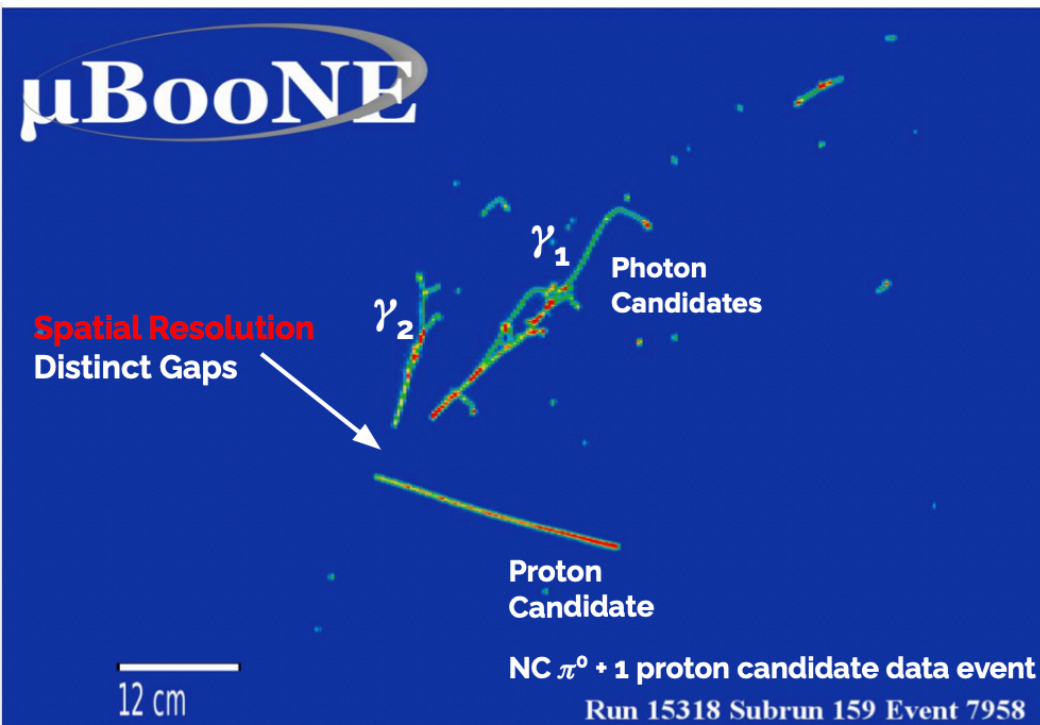 μBooNE
γ1
Photon
Candidates
γ2
Spatial Resolution
Distinct Gaps
Proton
Candidate
NC π⁰ + 1 proton candidate data event
12 cm
Run 15318 Subrun 159 Event 7958